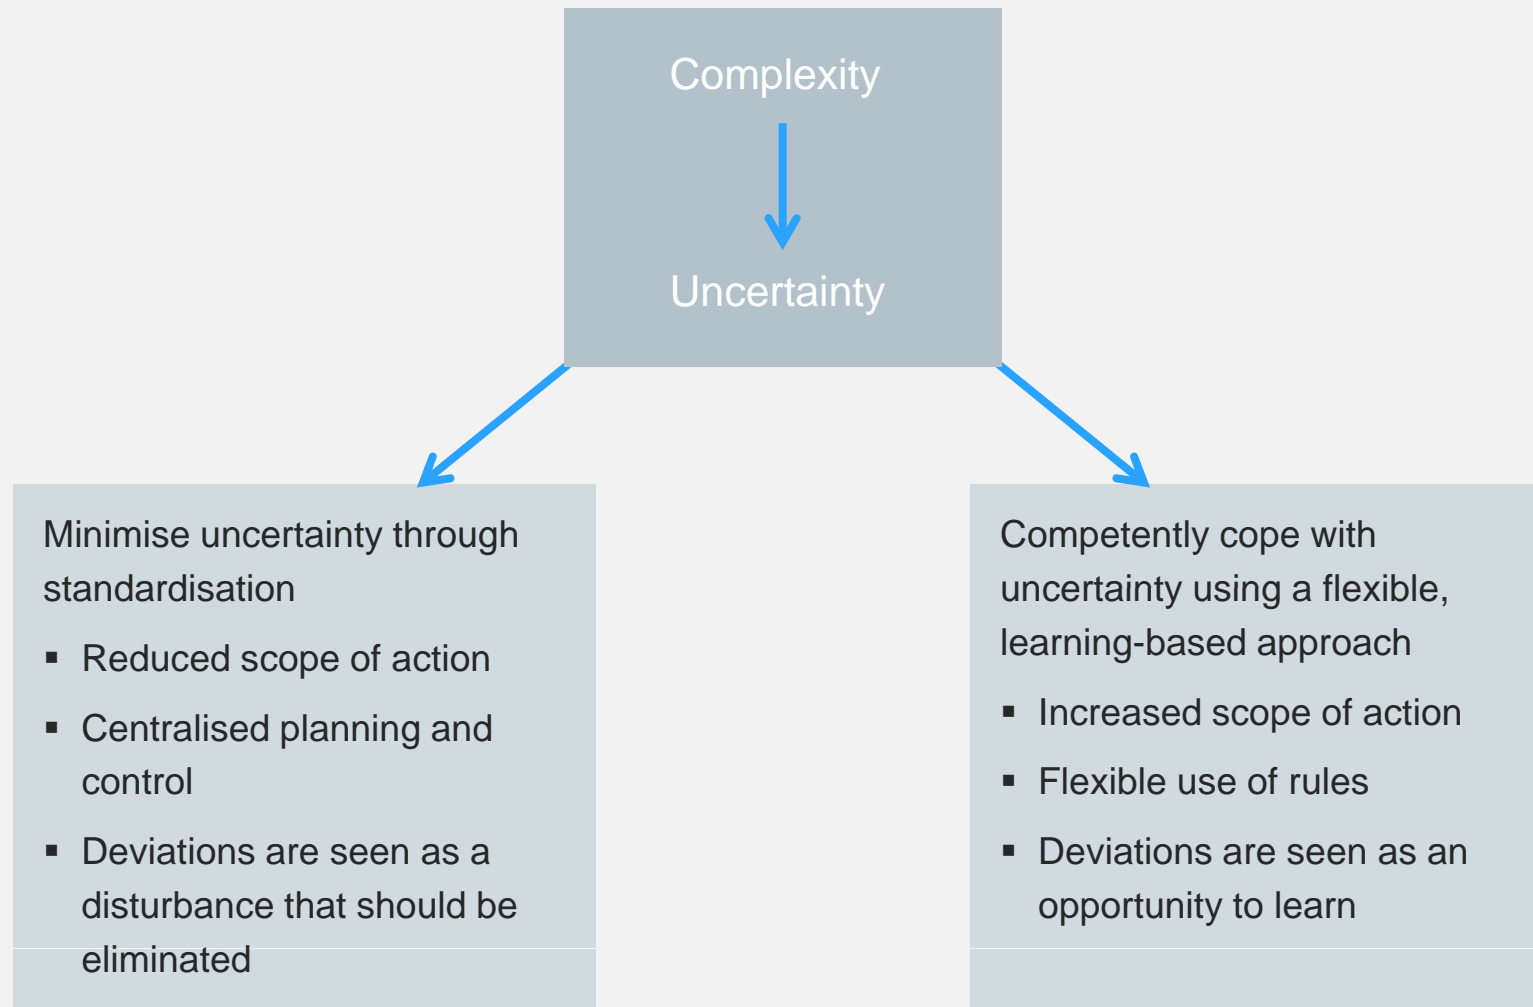 Complexity
Uncertainty
Minimise uncertainty through
standardisation
▪ Reduced scope of action
▪ Centralised planning and
control
▪ Deviations are seen as a
disturbance that should be
eliminated
Competently cope with
uncertainty using a flexible,
learning-based approach
▪ Increased scope of action
▪ Flexible use of rules
▪ Deviations are seen as an
opportunity to learn